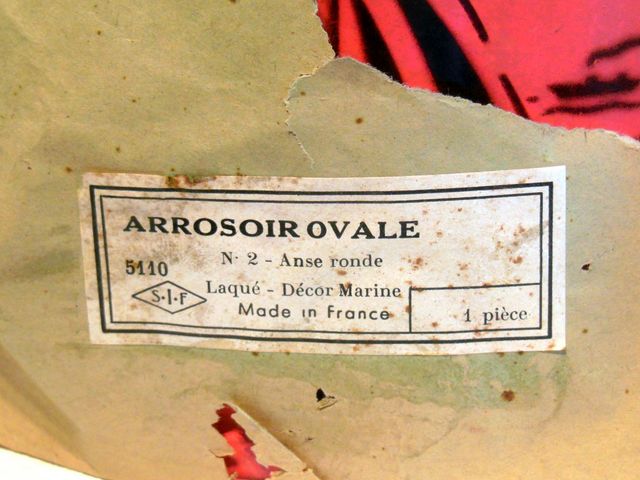 ARROSOIR OVALE
N· 2 - Anse ronde
5110
Laqué - Décor Marine
S·I·F
Made in France
1 pièce